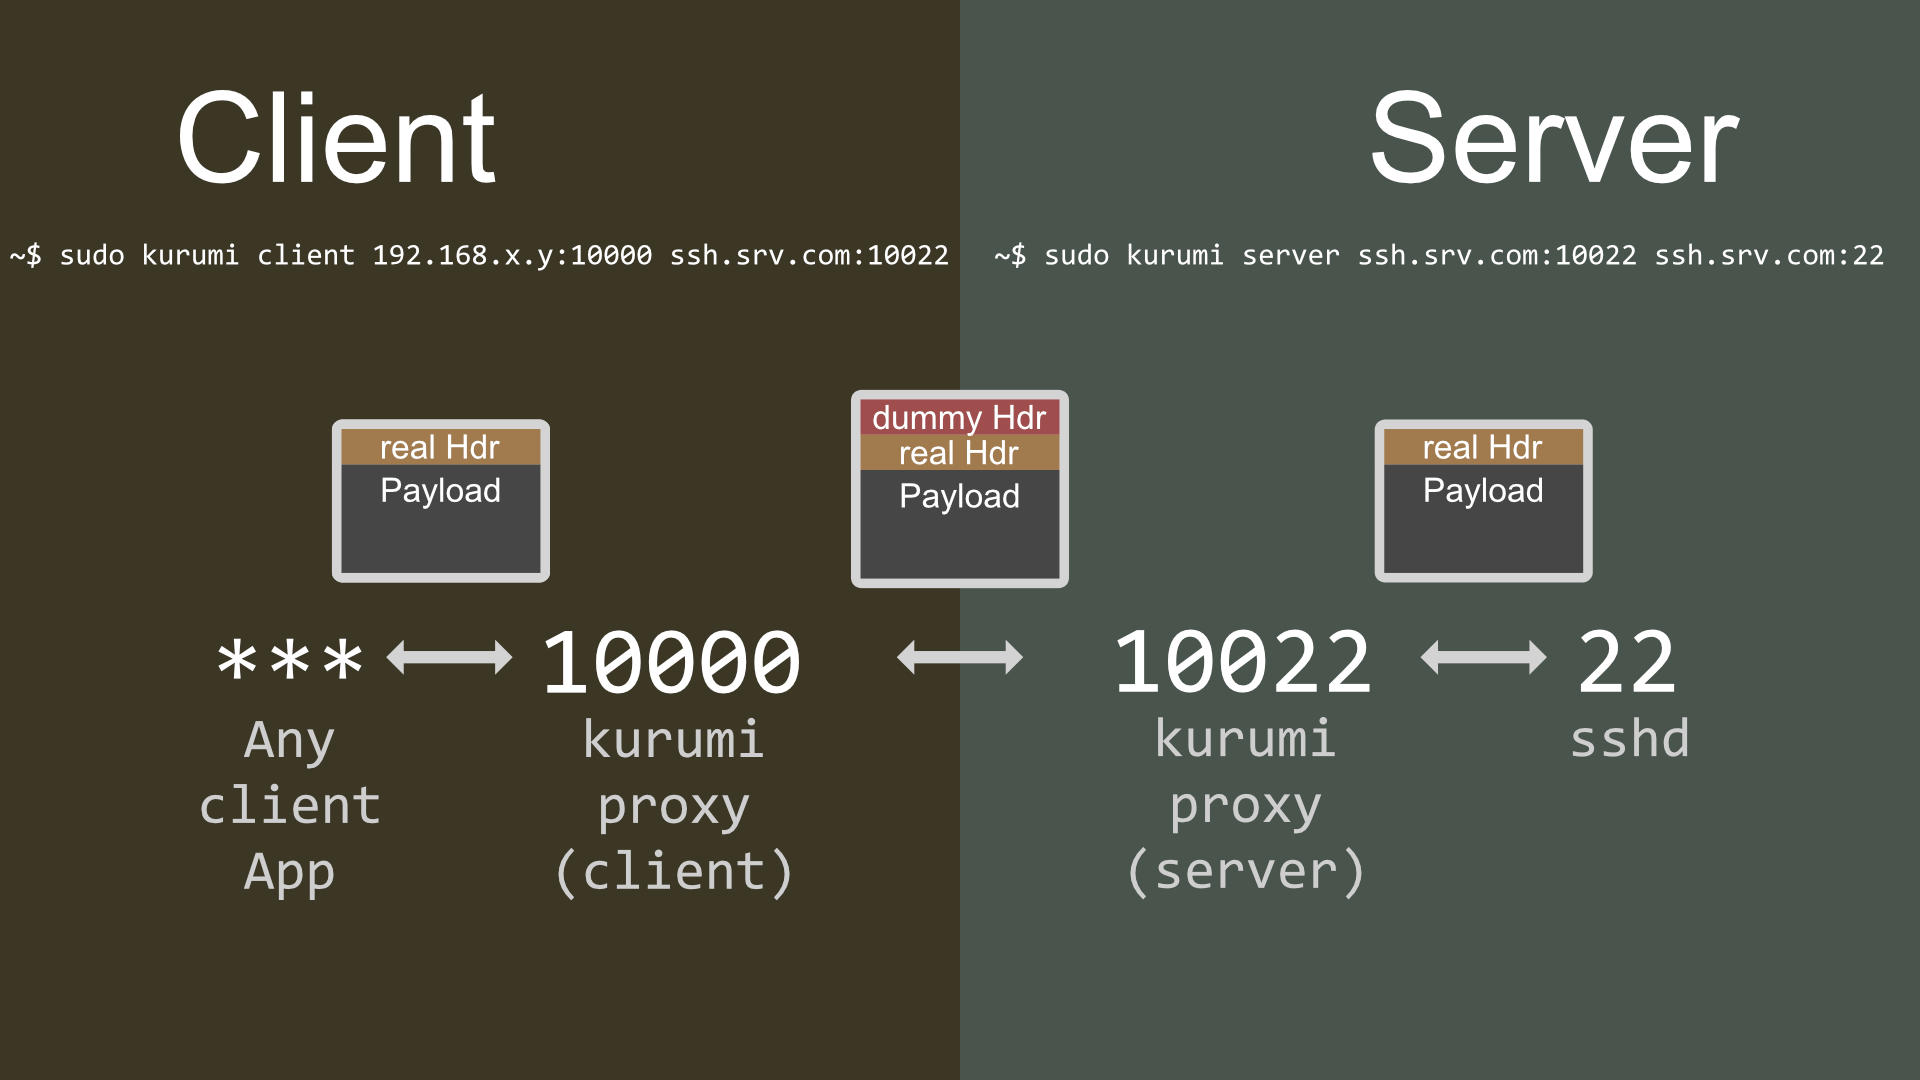 Client
Server
~$ sudo kurumi client 192.168.x.y:10000 ssh.srv.com:10022
~$ sudo kurumi server ssh.srv.com:10022 ssh.srv.com:22
real Hdr
Payload
dummy Hdr
real Hdr
Payload
real Hdr
Payload
***
Any
client
App
10000
kurumi
proxy
(client)
10022
kurumi
proxy
(server)
22
sshd